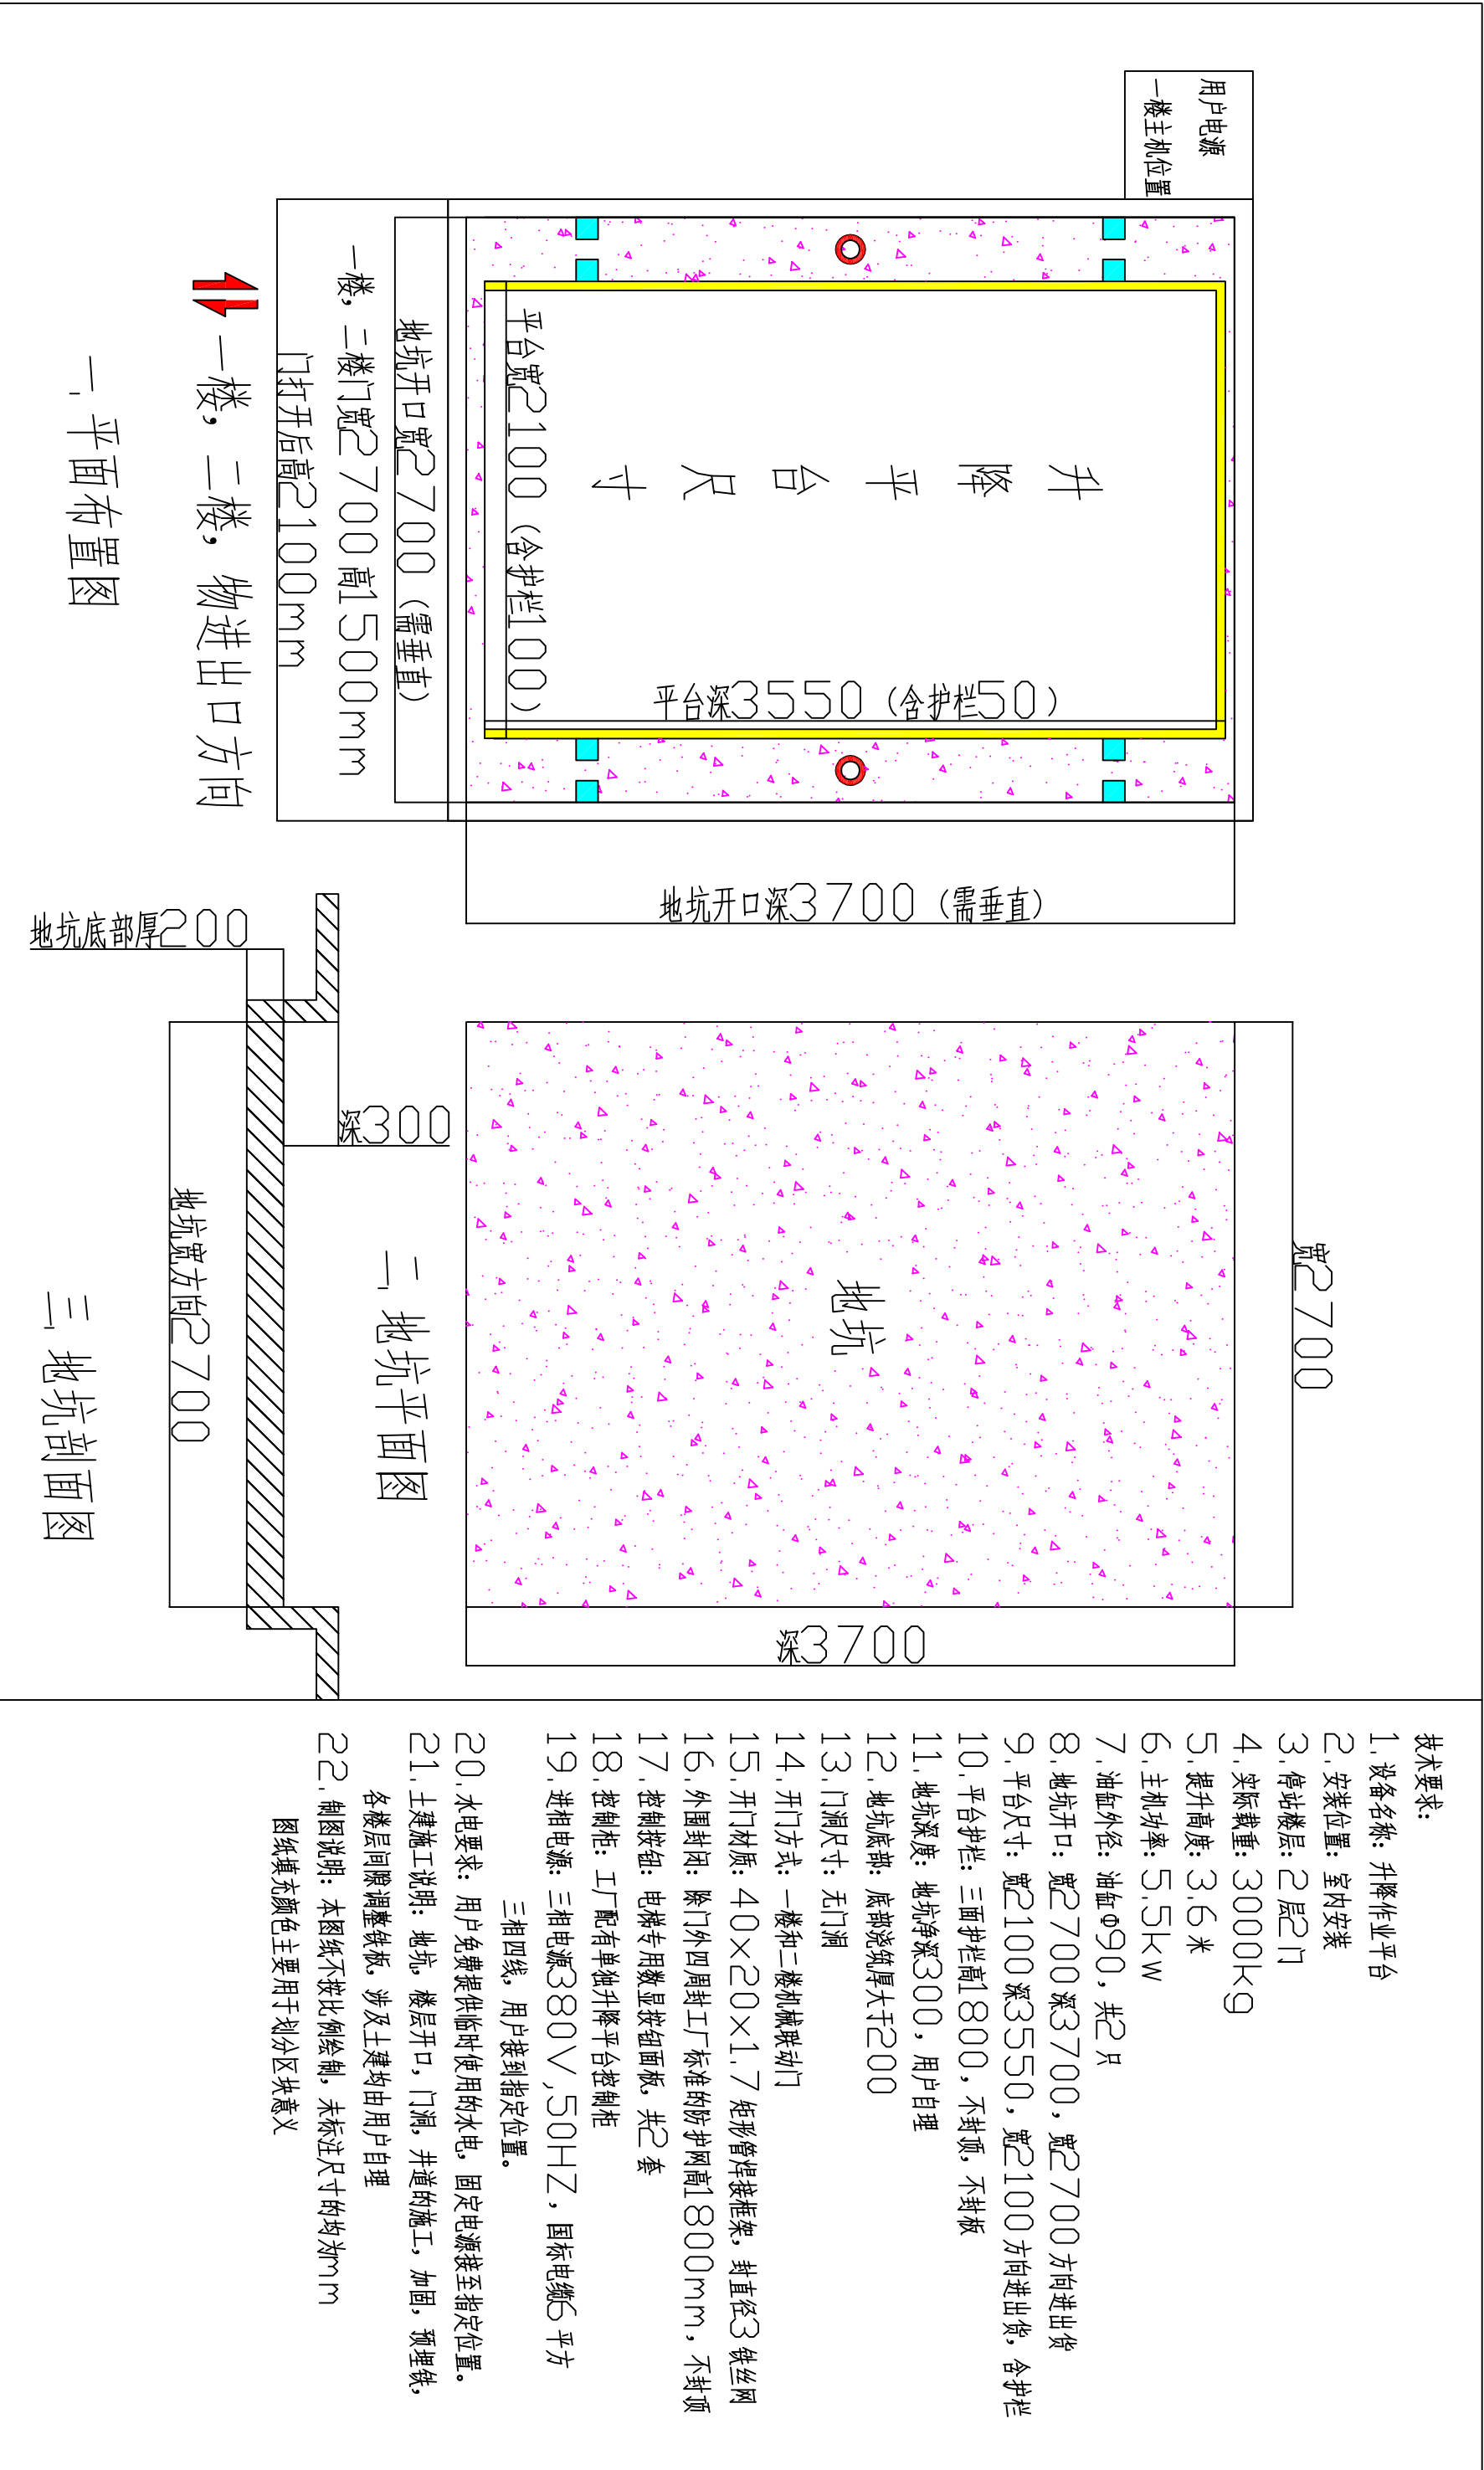 用户电源
一楼主机位置
升降平台尺寸
平台深3550（含护栏50）
平台宽2100（含护栏100）
地坑开口宽2700（需垂直）
一楼，二楼门宽2700高1500mm
门打开后高2100mm
一楼，二楼，物进出口方向
一.平面布置图
地坑开口深3700（需垂直）
宽2700
地坑
深3700
二.地坑平面图
深300
地坑底部厚200
地坑宽方向2700
三.地坑剖面图
技术要求：
1.设备名称：升降作业平台
2.安装位置：室内安装
3.停站楼层：2层2门
4.实际载重：3000kg
5.提升高度：3.6米
6.主机功率：5.5kw
7.油缸外径：油缸Φ90，共2只
8.地坑开口：宽2700深3700，宽2700方向进出货
9.平台尺寸：宽2100深3550，宽2100方向进出货，含护栏
10.平台护栏：三面护栏高1800，不封顶，不封板
11.地坑深度：地坑净深300，用户自理
12.地坑底部：底部浇筑厚大于200
13.门洞尺寸：无门洞
14.开门方式：一楼和二楼机械联动门
15.开门材质：40×20×1.7矩形管焊接框架，封直径3铁丝网
16.外围封闭：除门外四周封工厂标准的防护网高1800mm，不封顶
17.控制按钮：电梯专用数显按钮面板，共2套
18.控制柜：工厂配有单独升降平台控制柜
19.进相电源：三相电源380V,50HZ，国标电缆6平方
三相四线，用户接到指定位置。
20.水电要求：用户免费提供临时使用的水电，固定电源接至指定位置。
21.土建施工说明：地坑，楼层开口，门洞，井道的施工，加固，预埋铁，
各楼层间隙调整铁板，涉及土建均由用户自理
22.制图说明：本图纸不按比例绘制，未标注尺寸的均为mm
图纸填充颜色主要用于划分区块意义